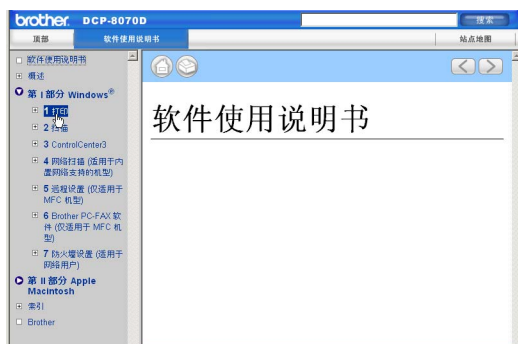 brother. DCP-8070D
搜索
顶部
软件使用说明书
站点地图
软件使用说明书
概述
第 I 部分 Windows®
1 打印
2 扫描
3 ControlCenter3
4 网络扫描 (适用于内
置网络支持的机型)
5 远程设置 (仅适用于
MFC 机型)
6 Brother PC-FAX 软
件 (仅适用于 MFC 机
型)
7 防火墙设置 (适用于
网络用户)
第 II 部分 Apple
Macintosh
索引
Brother
软件使用说明书